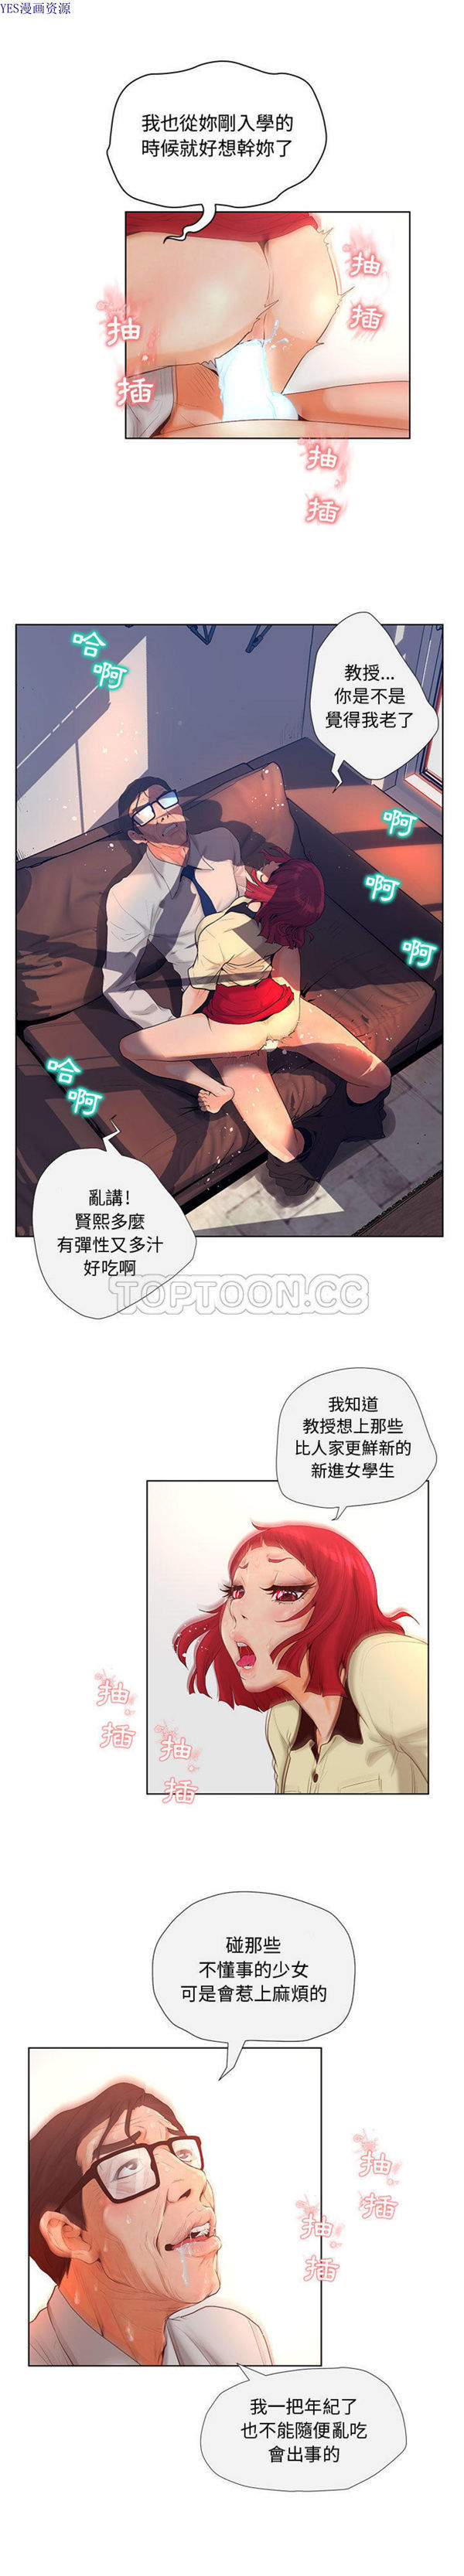 YES漫画资源
我也從妳剛入學的
時候就好想幹妳了
抽
插
抽
插
抽
插
哈
啊
教授...
你是不是
覺得我老了
啊
啊
啊
哈
啊
亂講!
賢熙多麼
有彈性又多汁
好吃啊
TOPTOON.CC
我知道
教授想上那些
比人家更鮮新的
新進女學生
抽
插
抽
插
碰那些
不懂事的少女
可是會惹上麻煩的
抽
插
抽
插
我一把年紀了
也不能隨便亂吃
會出事的